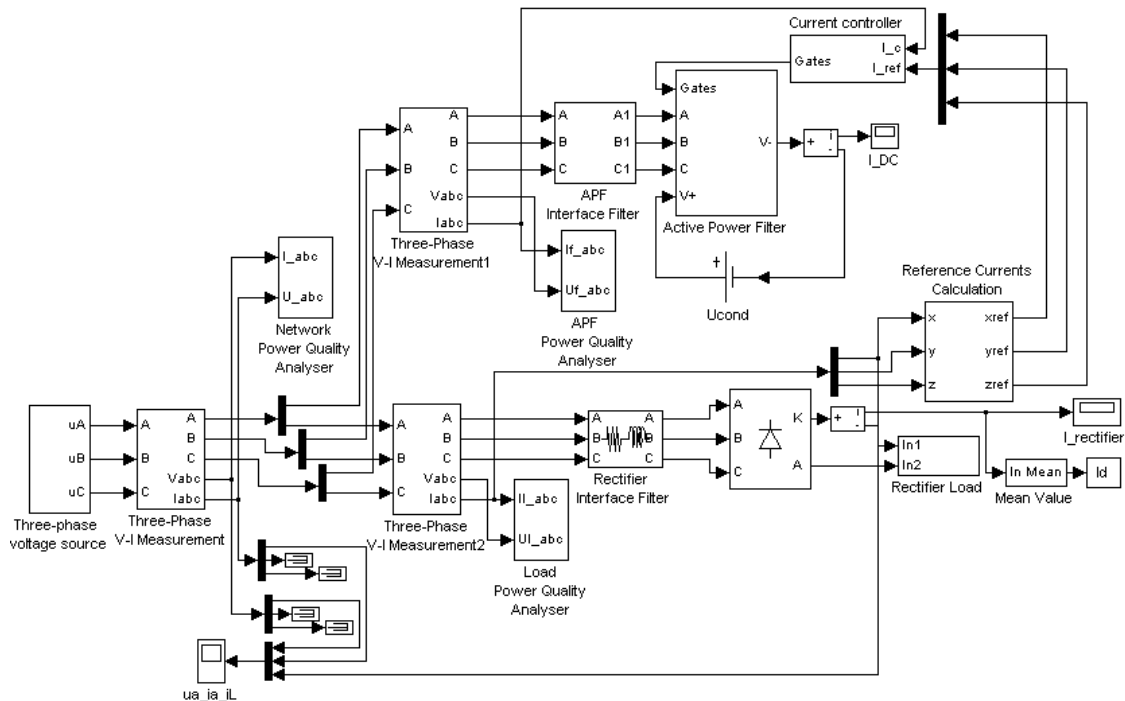 Current controller
I_c
Gates
I_ref
Gates
A
A
A
A1
A
B
B
B1
B
V-
+
i
-
I_DC
B
C
C
C1
C
Vabc
V+
C
Iabc
APF
Interface Filter
Active Power Filter
Three-Phase
V-I Measurement1
If_abc
Uf_abc
APF
Power Quality
Analyser
+
Ucond
Reference Currents
Calculation
x
xref
y
yref
z
zref
I_abc
U_abc
Network
Power Quality
Analyser
uA
uB
uC
Three-phase
voltage source
A
A
B
B
C
C
Vabc
Iabc
Three-Phase
V-I Measurement
A
A
B
B
C
C
Vabc
Iabc
Three-Phase
V-I Measurement2
A
A
B
B
C
C
Rectifier
Interface Filter
A
K
B
C
A
+
i
-
I_rectifier
In1
In2
Rectifier Load
In Mean
Mean Value
Id
Il_abc
Ul_abc
Load
Power Quality
Analyser
ua_ia_iL